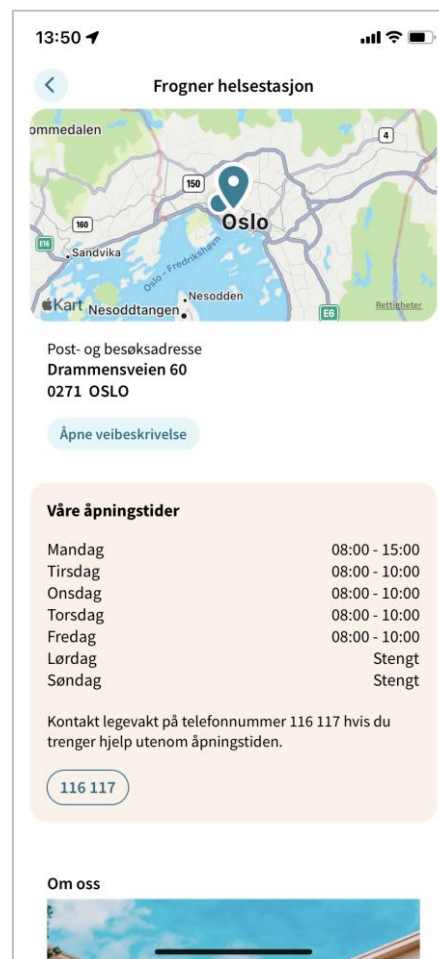 13:50
Frogner helsestasjon
ommedalen
4
150
Oslo
160
E16
Sandvika
Oslo - Fredrikshavn
Nesodden
Kart
Nesoddtangen
E6
Rettigheter
Post- og besøksadresse
Drammensveien 60
0271 OSLO
Åpne veibeskrivelse
Våre åpningstider
Mandag 08:00 - 15:00
Tirsdag 08:00 - 10:00
Onsdag 08:00 - 10:00
Torsdag 08:00 - 10:00
Fredag 08:00 - 10:00
Lørdag Stengt
Søndag Stengt
Kontakt legevakt på telefonnummer 116 117 hvis du
trenger hjelp utenom åpningstiden.
116 117
Om oss